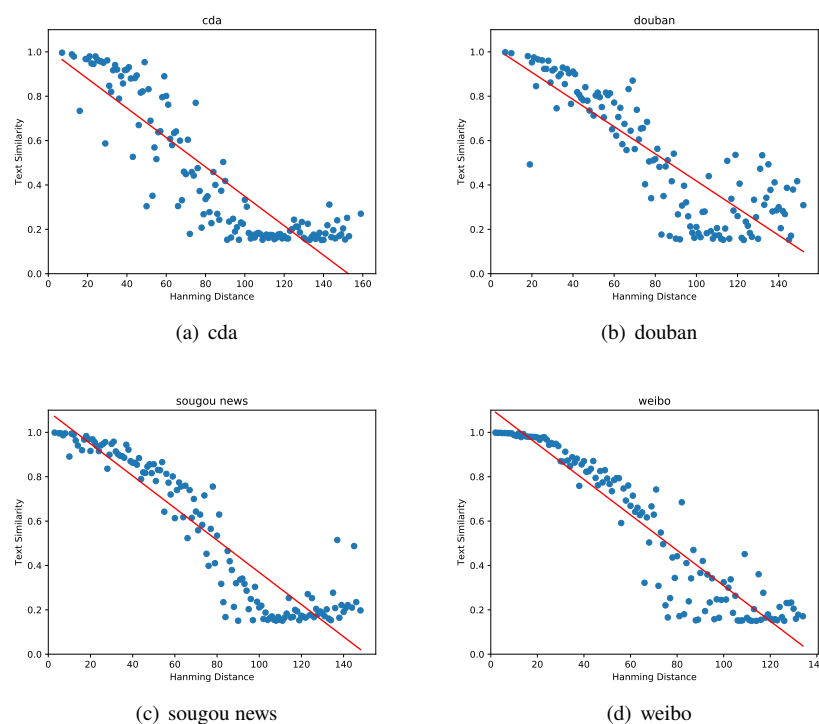 cda
1.0
0.8
0.6
0.4
0.2
0.0
Text Similarity
0 20 40 60 80 100 120 140 160
Hanming Distance
(a) cda
douban
1.0
0.8
0.6
0.4
0.2
0.0
Text Similarity
0 20 40 60 80 100 120 140 160
Hanming Distance
(b) douban
sougou news
1.0
0.8
0.6
0.4
0.2
0.0
Text Similarity
0 20 40 60 80 100 120 140
Hanming Distance
(c) sougou news
weibo
1.0
0.8
0.6
0.4
0.2
0.0
Text Similarity
0 20 40 60 80 100 120 140
Hanming Distance
(d) weibo